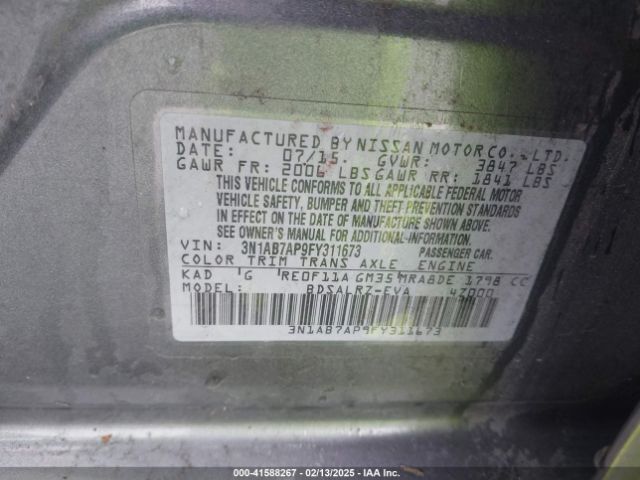 MANUFACTURED BY NISSAN MOTOR CO., LTD.
DATE: 07/15. GVWR: 3847 LBS
GAWR FR: 2006 LBS GAWR RR: 1841 LBS
THIS VEHICLE CONFORMS TO ALL APPLICABLE FEDERAL MOTOR
VEHICLE SAFETY, BUMPER AND THEFT PREVENTION STANDARDS
IN EFFECT ON THE DATE OF MANUFACTURE SHOWN ABOVE.
SEE OWNER'S MANUAL FOR ADDITIONAL INFORMATION.
VIN: 3N1AB7AP9FY311673 PASSENGER CAR.
COLOR TRIM TRANS AXLE ENGINE
KAD G RE0F11A GM35 MRA8DE 1798 CC
MODEL: BDSALRZ-EVA 4Z000
3N1AB7AP9FY311673
000-41588267 - 02/13/2025 - IAA Inc.